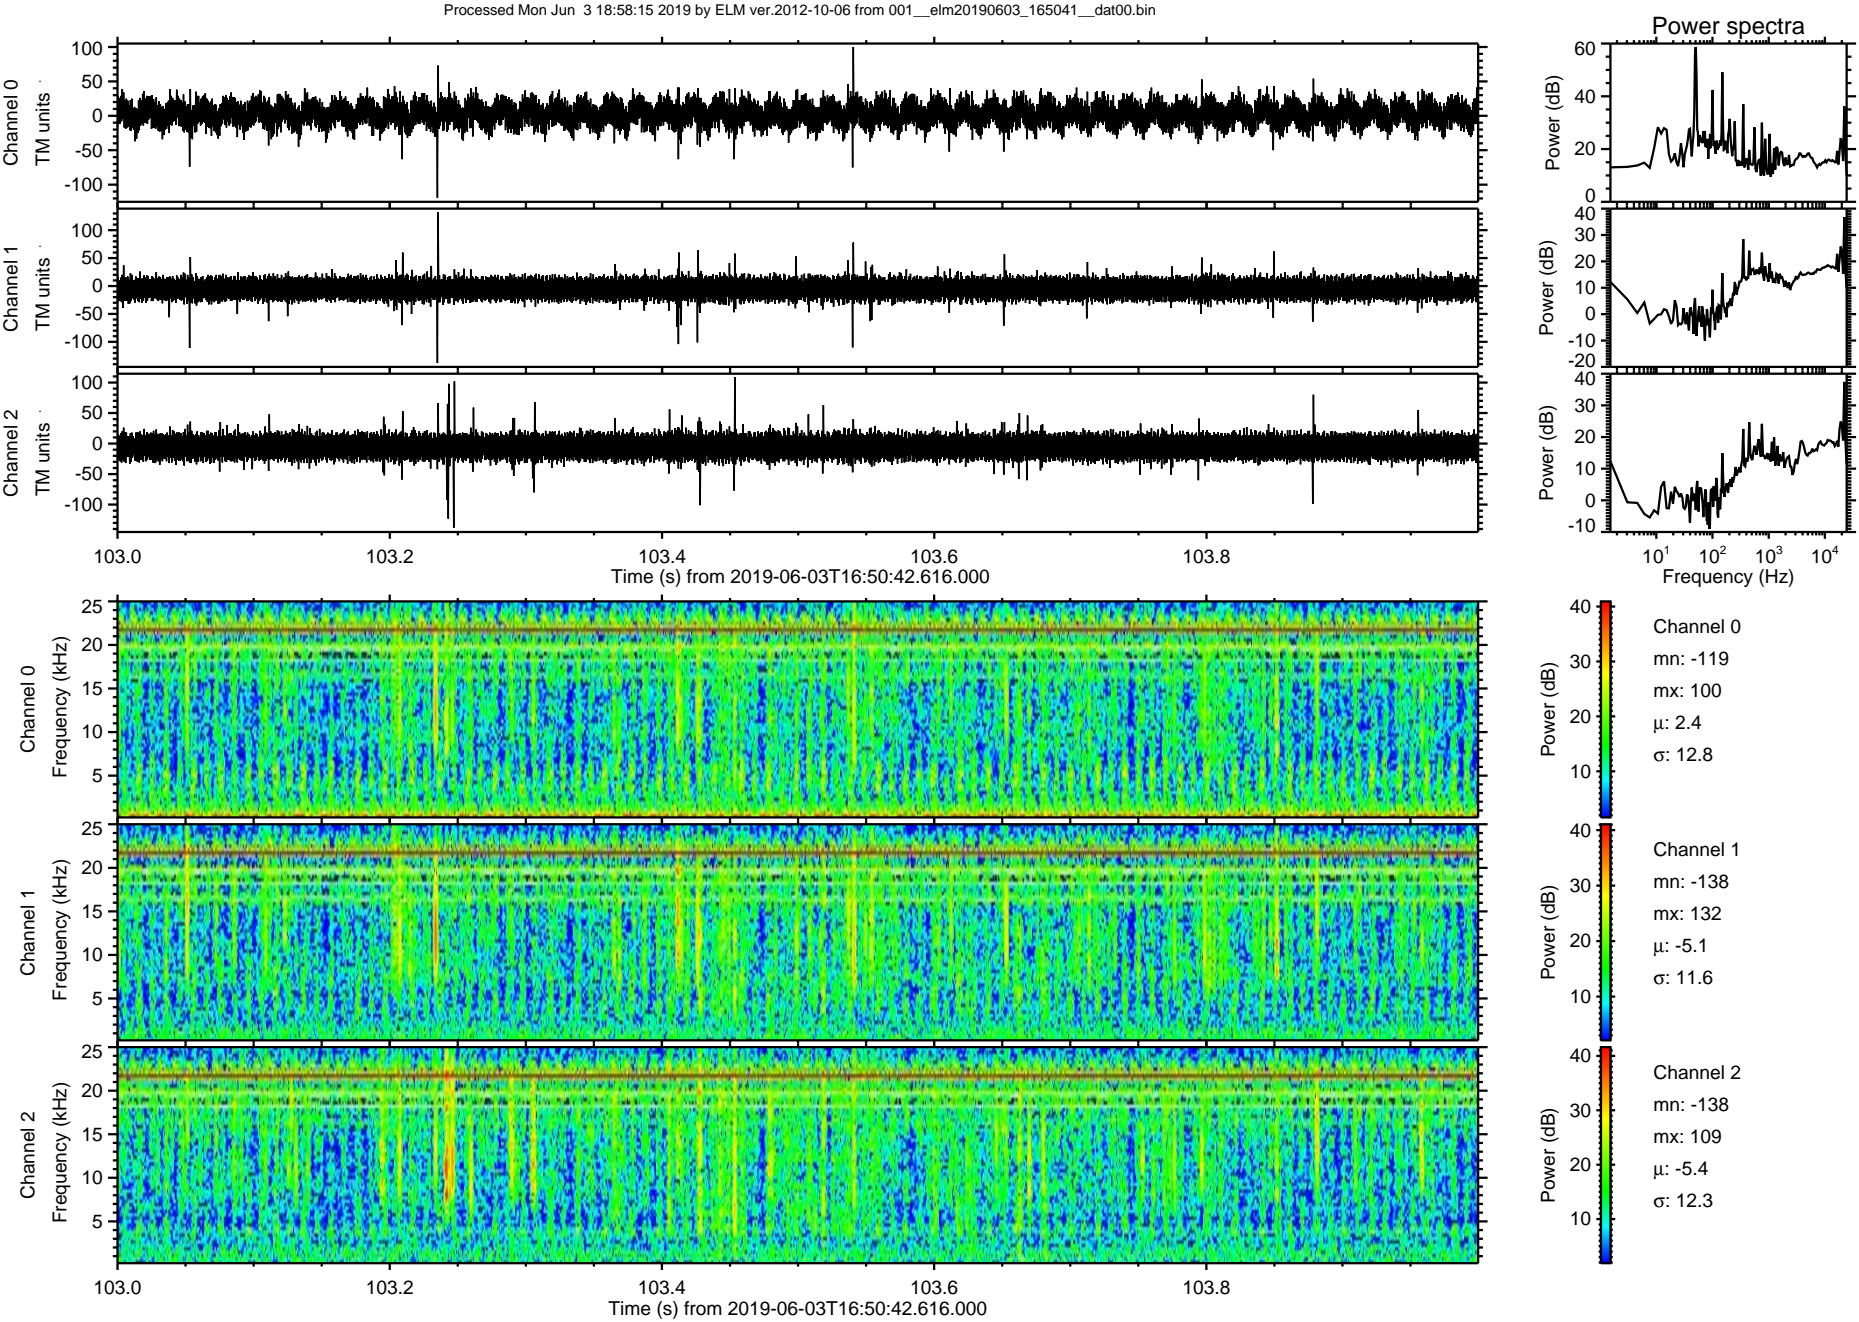 Processed Mon Jun  3 18:58:15 2019 by ELM ver.2012-10-06 from 001__elm20190603_165041__dat00.bin
Power spectra
Channel 0
TM units
100
50
0
-50
-100
Power (dB)
60
40
20
0
Channel 1
TM units
100
50
0
-50
-100
Power (dB)
40
30
20
10
0
-10
-20
Channel 2
TM units
100
50
0
-50
-100
Power (dB)
40
30
20
10
0
-10
103.0 103.2 103.4 103.6 103.8
Time (s) from 2019-06-03T16:50:42.616.000
10¹ 10² 10³ 10⁴
Frequency (Hz)
Channel 0
Frequency (kHz)
25
20
15
10
5
Power (dB)
40
30
20
10
Channel 0
mn: -119
mx: 100
μ: 2.4
σ: 12.8
Channel 1
Frequency (kHz)
25
20
15
10
5
Power (dB)
40
30
20
10
Channel 1
mn: -138
mx: 132
μ: -5.1
σ: 11.6
Channel 2
Frequency (kHz)
25
20
15
10
5
Power (dB)
40
30
20
10
Channel 2
mn: -138
mx: 109
μ: -5.4
σ: 12.3
103.0 103.2 103.4 103.6 103.8
Time (s) from 2019-06-03T16:50:42.616.000